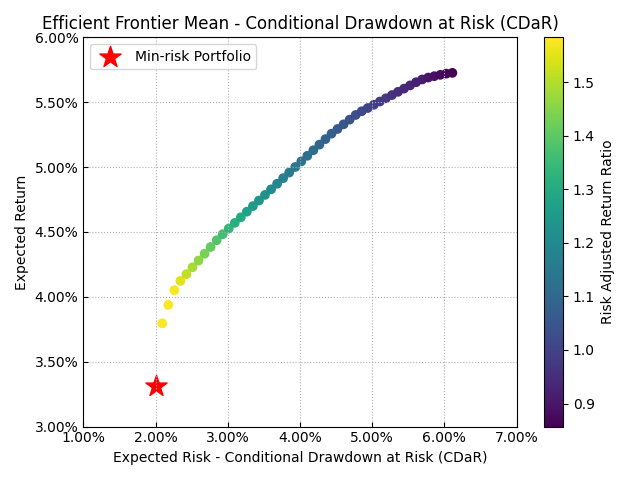 Efficient Frontier Mean - Conditional Drawdown at Risk (CDaR)
6.00%
5.50%
5.00%
4.50%
4.00%
3.50%
3.00%
Expected Return
Min-risk Portfolio
1.00% 2.00% 3.00% 4.00% 5.00% 6.00% 7.00%
Expected Risk - Conditional Drawdown at Risk (CDaR)
1.5
1.4
1.3
1.2
1.1
1.0
0.9
Risk Adjusted Return Ratio